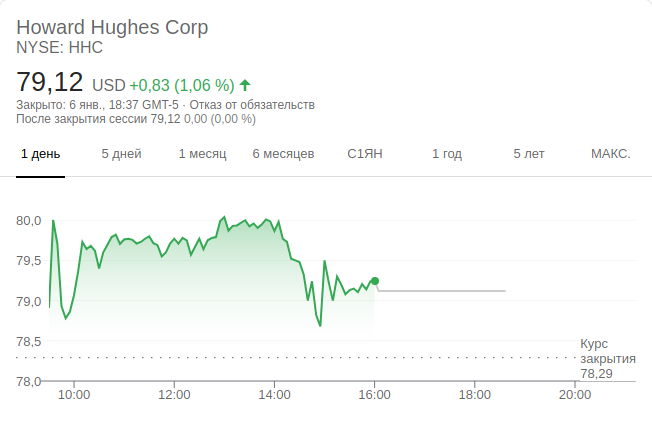 Howard Hughes Corp
NYSE: HHC
79,12 USD +0,83 (1,06 %)
Закрыто: 6 янв., 18:37 GMT-5 · Отказ от обязательств
После закрытия сессии 79,12 0,00 (0,00 %)
1 день 5 дней 1 месяц 6 месяцев С1ЯН 1 год 5 лет МАКС.
80,0
79,5
79,0
78,5
Курс
закрытия
78,29
78,0
10:00 12:00 14:00 16:00 18:00 20:00